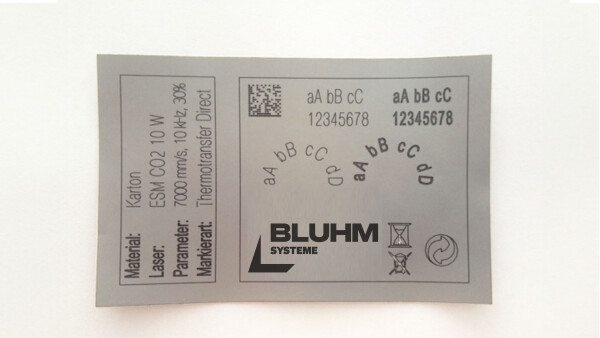 Material: Karton
Laser: ESM CO2 10 W
Parameter: 7000 mm/s, 10 kHz, 30%
Markierart: Thermotransfer Direct
aA bB cC
12345678
aA bB cC
12345678
aA bB cC dD
aA bB cC dD
BLUHM
SYSTEME